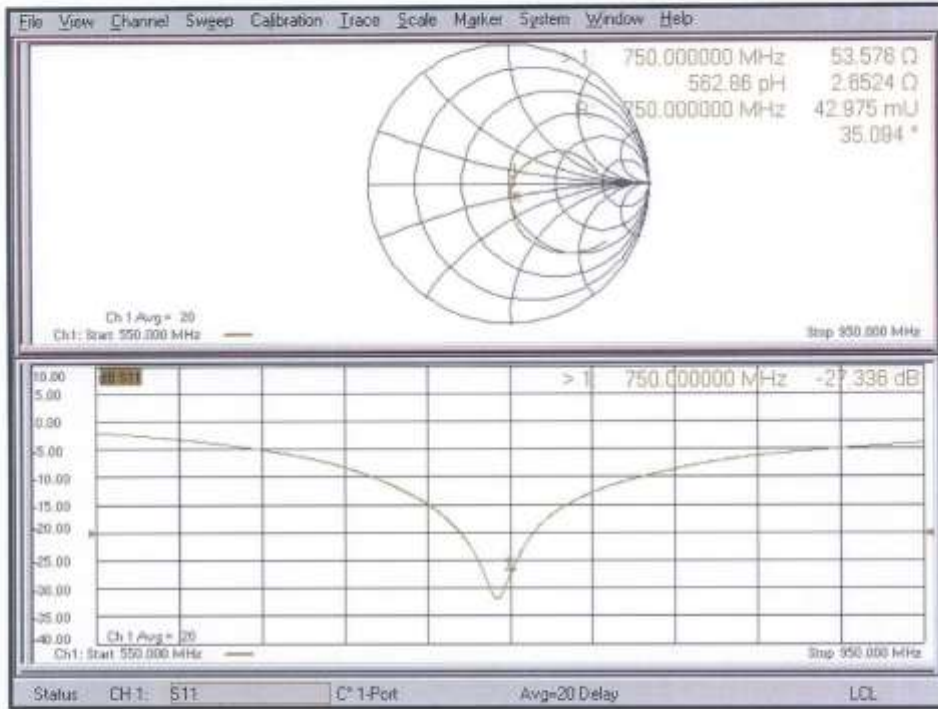 File View Channel Sweep Calibration Trace Scale Marker System Window Help
> 1 750.000000 MHz 53.576 Ω
562.86 pH 2.6524 Ω
R 750.000000 MHz 42.975 mU
35.094 °
Ch 1 Avg = 20
Ch1: Start 550.000 MHz
Stop 950.000 MHz
10.00 dB S11
> 1 750.000000 MHz -27.336 dB
5.00
0.00
-5.00
-10.00
-15.00
-20.00
-25.00
-30.00
-35.00
-40.00
1
Ch 1 Avg = 20
Ch1: Start 550.000 MHz
Stop 950.000 MHz
Status CH 1: S11 C* 1-Port Avg=20 Delay LCL